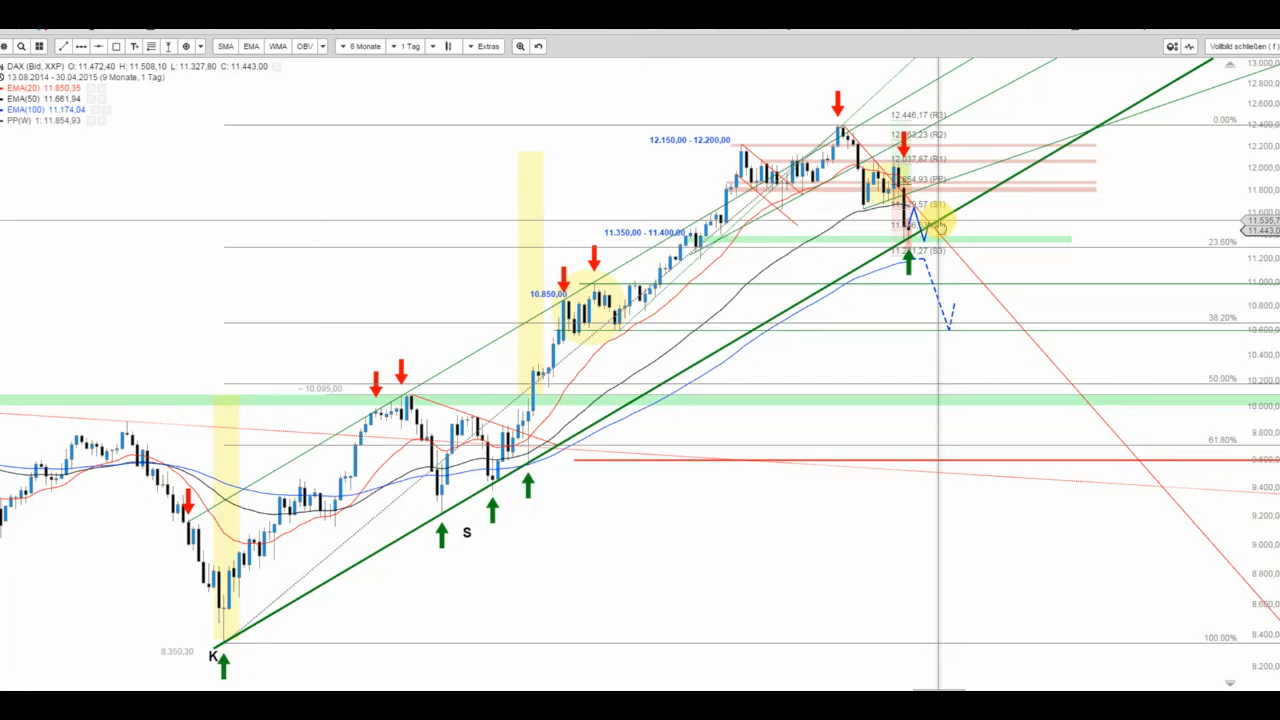 SMA EMA WMA OBV 6 Monate 1 Tag Extras Vollbild schließen ( f )
DAX (Bid, XXP) O: 11.472,40 H: 11.508,10 L: 11.327,80 C: 11.443,00
13.08.2014 - 30.04.2015 (9 Monate, 1 Tag)
EMA(20) 11.850,35
EMA(50) 11.661,94
EMA(100) 11.174,04
PP(W) 1: 11.854,93
13.000,0
12.800,0
12.600,0
12.446,17 (R3)
0.00%
12.400,0
(R2)
12.150,00 - 12.200,00
12.200,0
(R1)
12.000,0
(PP)
11.800,0
11.600,0
11.535,7
11.443,0
11.350,00 - 11.400,00
23.60%
(S3)
11.200,0
11.000,0
10.850,00
10.800,0
38.20%
10.600,0
10.400,0
50.00%
10.200,0
~ 10.095,00
10.000,0
9.800,0
61.80%
9.600,0
9.400,0
9.200,0
S
9.000,0
8.800,0
8.600,0
100.00%
8.400,0
8.350,30
K
8.200,0